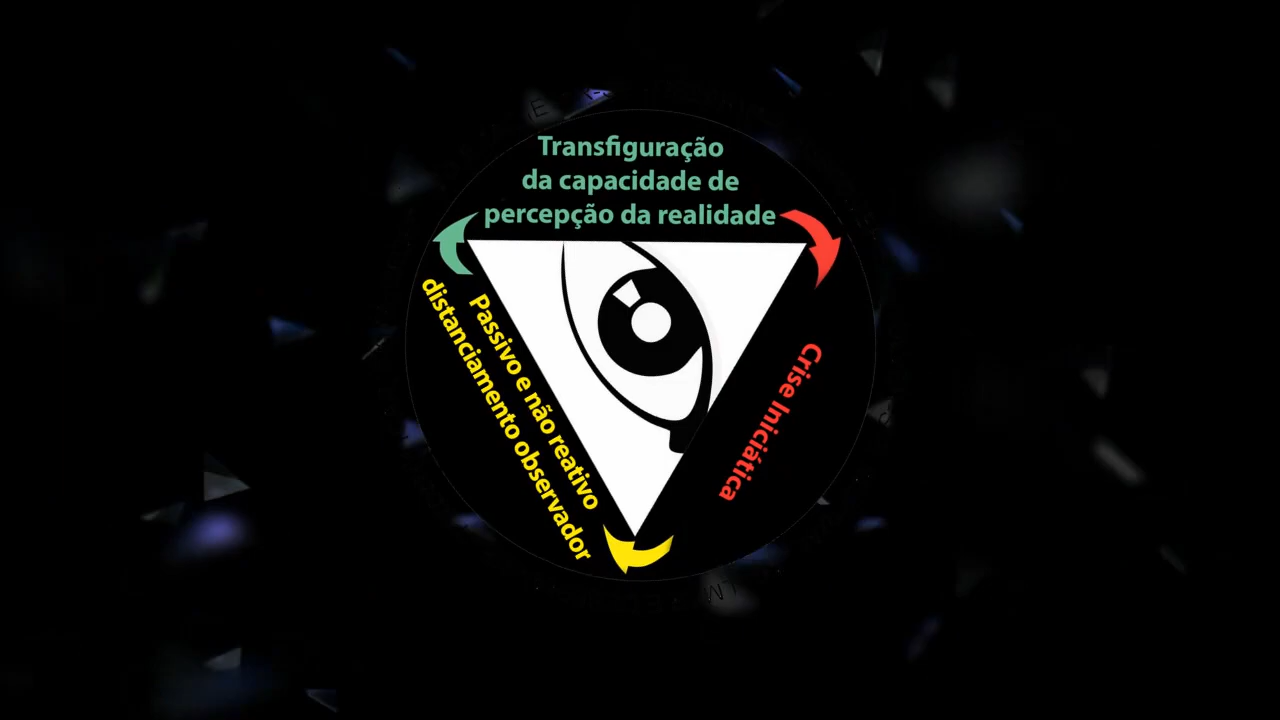 Transfiguração
da capacidade de
percepção da realidade
Crise Iniciática
Passivo e não reativo
distanciamento observador